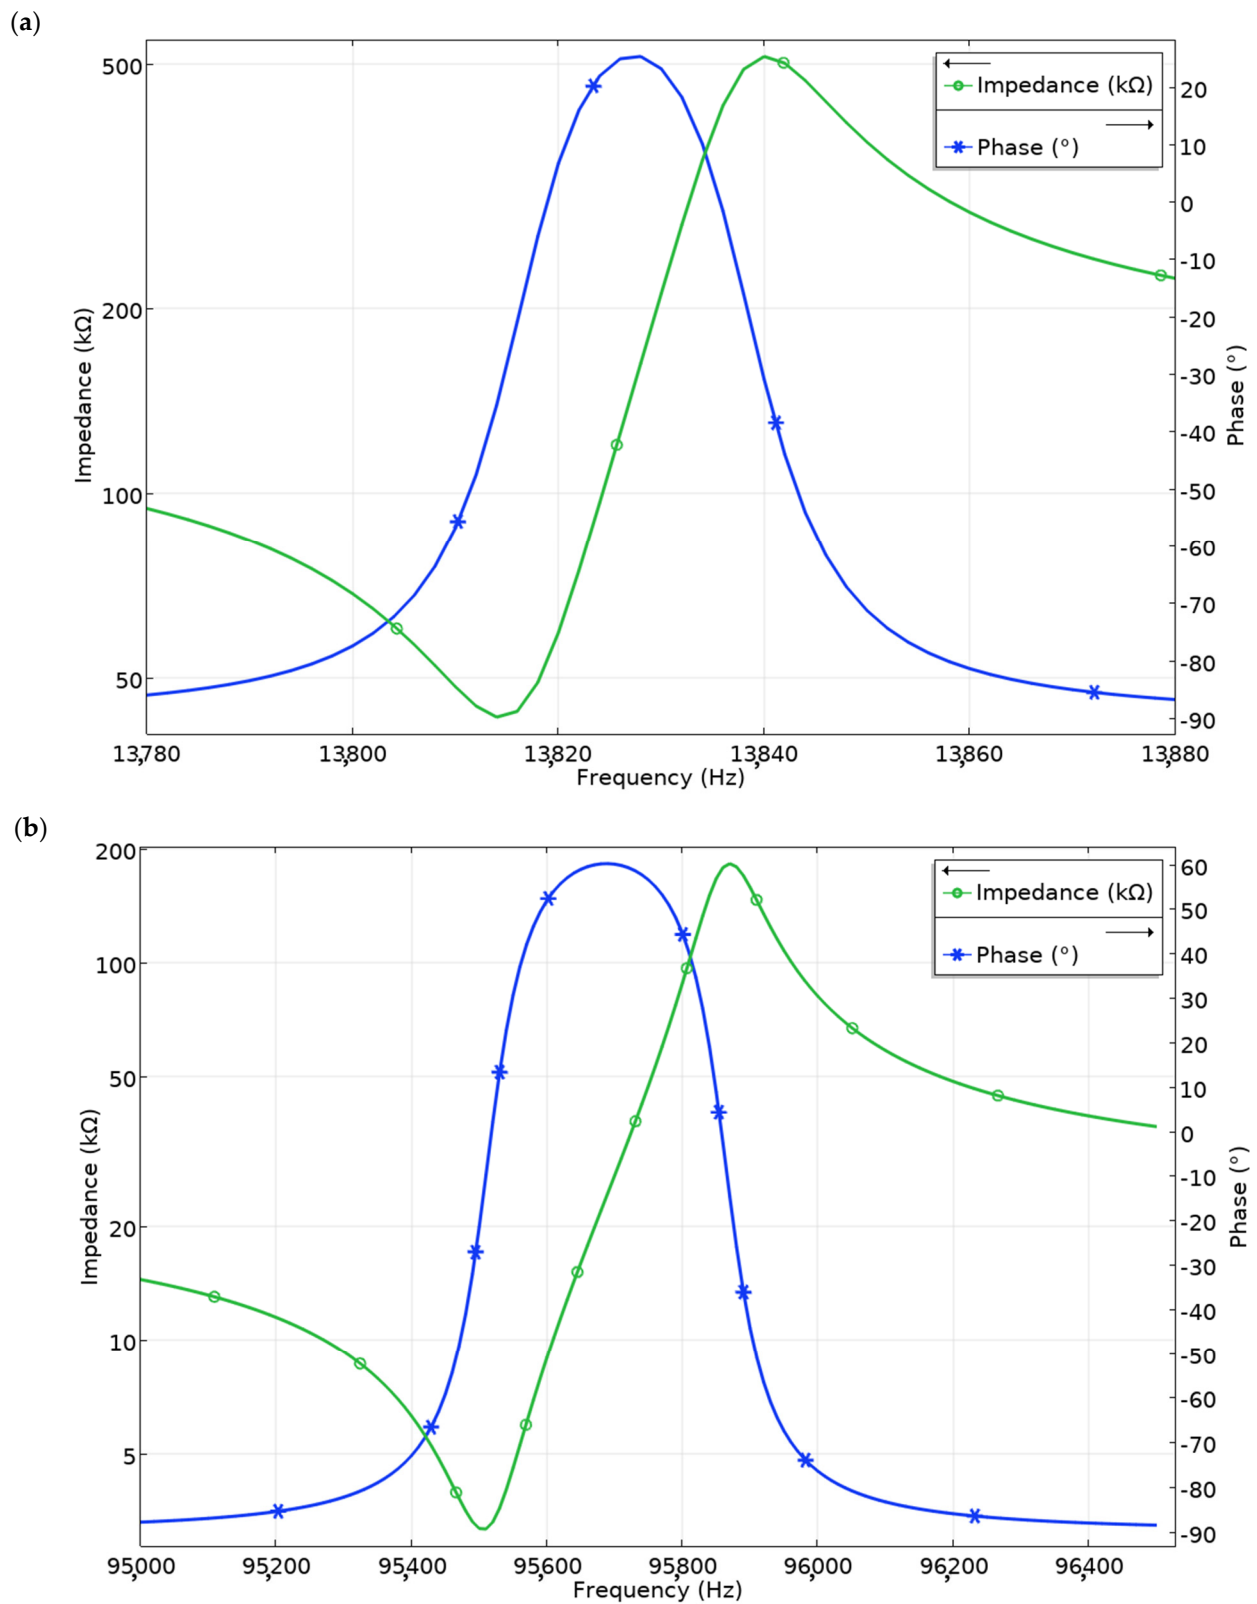 (a)
500
200
100
50
Impedance (kΩ)
Impedance (kΩ)
Phase (°)
20
10
0
-10
-20
-30
-40
-50
-60
-70
-80
-90
Phase (°)
13,780 13,800 13,820 13,840 13,860 13,880
Frequency (Hz)
(b)
200
100
50
20
10
5
Impedance (kΩ)
Impedance (kΩ)
Phase (°)
60
50
40
30
20
10
0
-10
-20
-30
-40
-50
-60
-70
-80
-90
Phase (°)
95,000 95,200 95,400 95,600 95,800 96,000 96,200 96,400
Frequency (Hz)